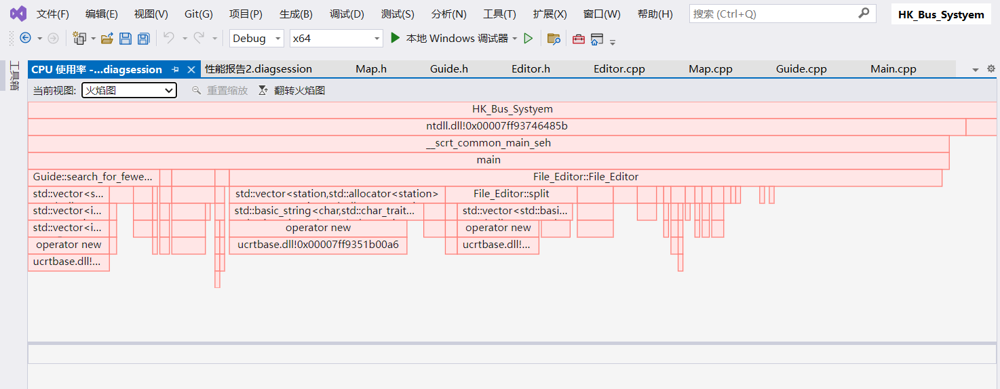 文件(F) 编辑(E) 视图(V) Git(G) 项目(P) 生成(B) 调试(D) 测试(S) 分析(N) 工具(T) 扩展(X) 窗口(W) 帮助(H) 搜索 (Ctrl+Q) HK_Bus_Systyem
Debug x64 本地 Windows 调试器
工具箱
CPU 使用率 -...diagsession 性能报告2.diagsession Map.h Guide.h Editor.h Editor.cpp Map.cpp Guide.cpp Main.cpp
当前视图: 火焰图 重置缩放 翻转火焰图
HK_Bus_Systyem
ntdll.dll!0x00007ff93746485b
__scrt_common_main_seh
main
Guide::search_for_fewe... File_Editor::File_Editor
std::vector<s... std::vector<station,std::allocator<station> File_Editor::split
std::vector<i... std::basic_string<char,std::char_trait... std::vector<std::basi...
std::vector<i... operator new operator new
operator new ucrtbase.dll!0x00007ff9351b00a6 ucrtbase.dll!...
ucrtbase.dll!...